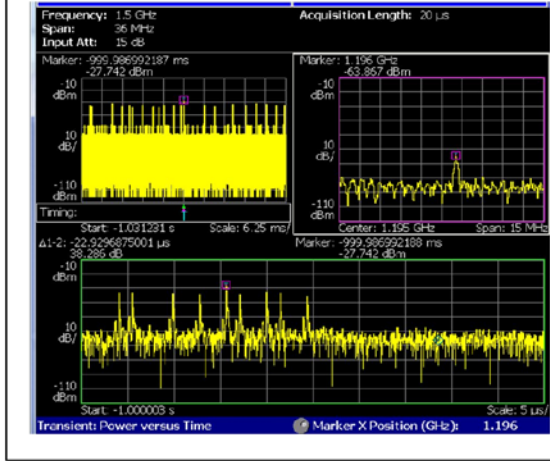 Frequency: 1.5 GHz
Acquisition Length: 20 µs
Span: 36 MHz
Input Att: 15 dB
Marker: -999.986992187 ms
-27.742 dBm
-10
dBm
10
dB/
-110
dBm
Timing:
Start: -1.031231 s
Scale: 6.25 ms/
Marker: 1.196 GHz
-63.867 dBm
-10
dBm
10
dB/
-110
dBm
Center: 1.195 GHz
Span: 15 MHz
Δ1-2: -22.9296875001 µs
38.286 dB
Marker: -999.986992188 ms
-27.742 dBm
-10
dBm
10
dB/
-110
dBm
Start: -1.000003 s
Scale: 5 µs/
Transient: Power versus Time
Marker X Position (GHz): 1.196